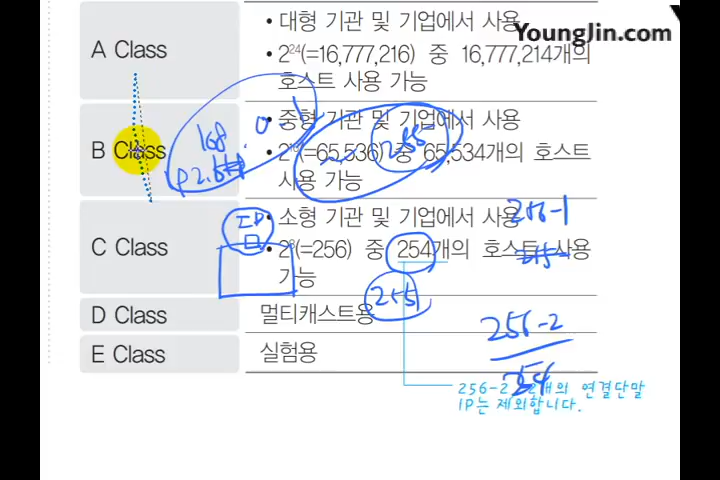 YoungJin.com
A Class
• 대형 기관 및 기업에서 사용
• 2²⁴(=16,777,216) 중 16,777,214개의
호스트 사용 가능
B Class
• 중형 기관 및 기업에서 사용
(=65,536) 중 65,534개의 호스트
사용 가능
168
0.1
255
C Class
• 소형 기관 및 기업에서 사용
256-1
• 2⁸(=256) 중 254개의 호스트 사용
가능
IP
255
D Class
멀티캐스트용
256-2
254
E Class
실험용
256-2 2개의 연결단말
IP는 제외합니다.